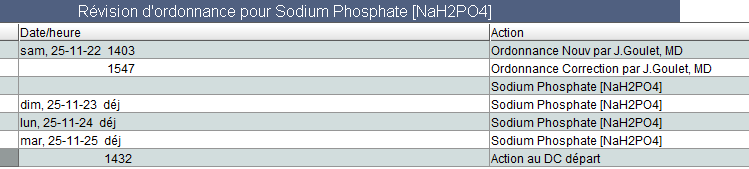 Révision d'ordonnance pour Sodium Phosphate [NaH2PO4]
Date/heure Action
sam, 25-11-22 1403 Ordonnance Nouv par J.Goulet, MD
1547 Ordonnance Correction par J.Goulet, MD
Sodium Phosphate [NaH2PO4]
dim, 25-11-23 déj Sodium Phosphate [NaH2PO4]
lun, 25-11-24 déj Sodium Phosphate [NaH2PO4]
mar, 25-11-25 déj Sodium Phosphate [NaH2PO4]
1432 Action au DC départ